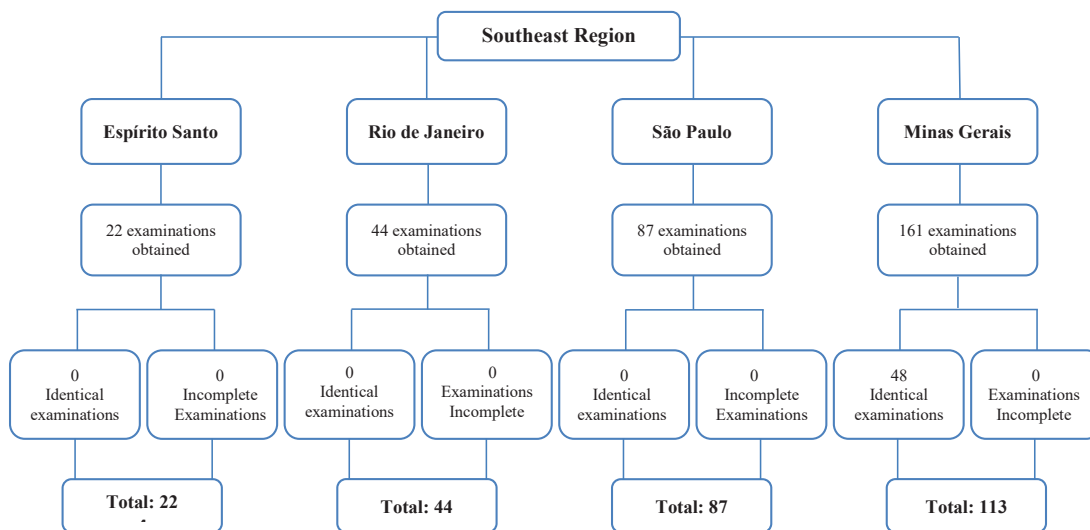 Southeast Region
Espírito Santo
Rio de Janeiro
São Paulo
Minas Gerais
22 examinations
obtained
44 examinations
obtained
87 examinations
obtained
161 examinations
obtained
0
Identical
examinations
0
Incomplete
Examinations
0
Identical
examinations
0
Examinations
Incomplete
0
Identical
examinations
0
Incomplete
Examinations
48
Identical
examinations
0
Examinations
Incomplete
Total: 22
Total: 44
Total: 87
Total: 113